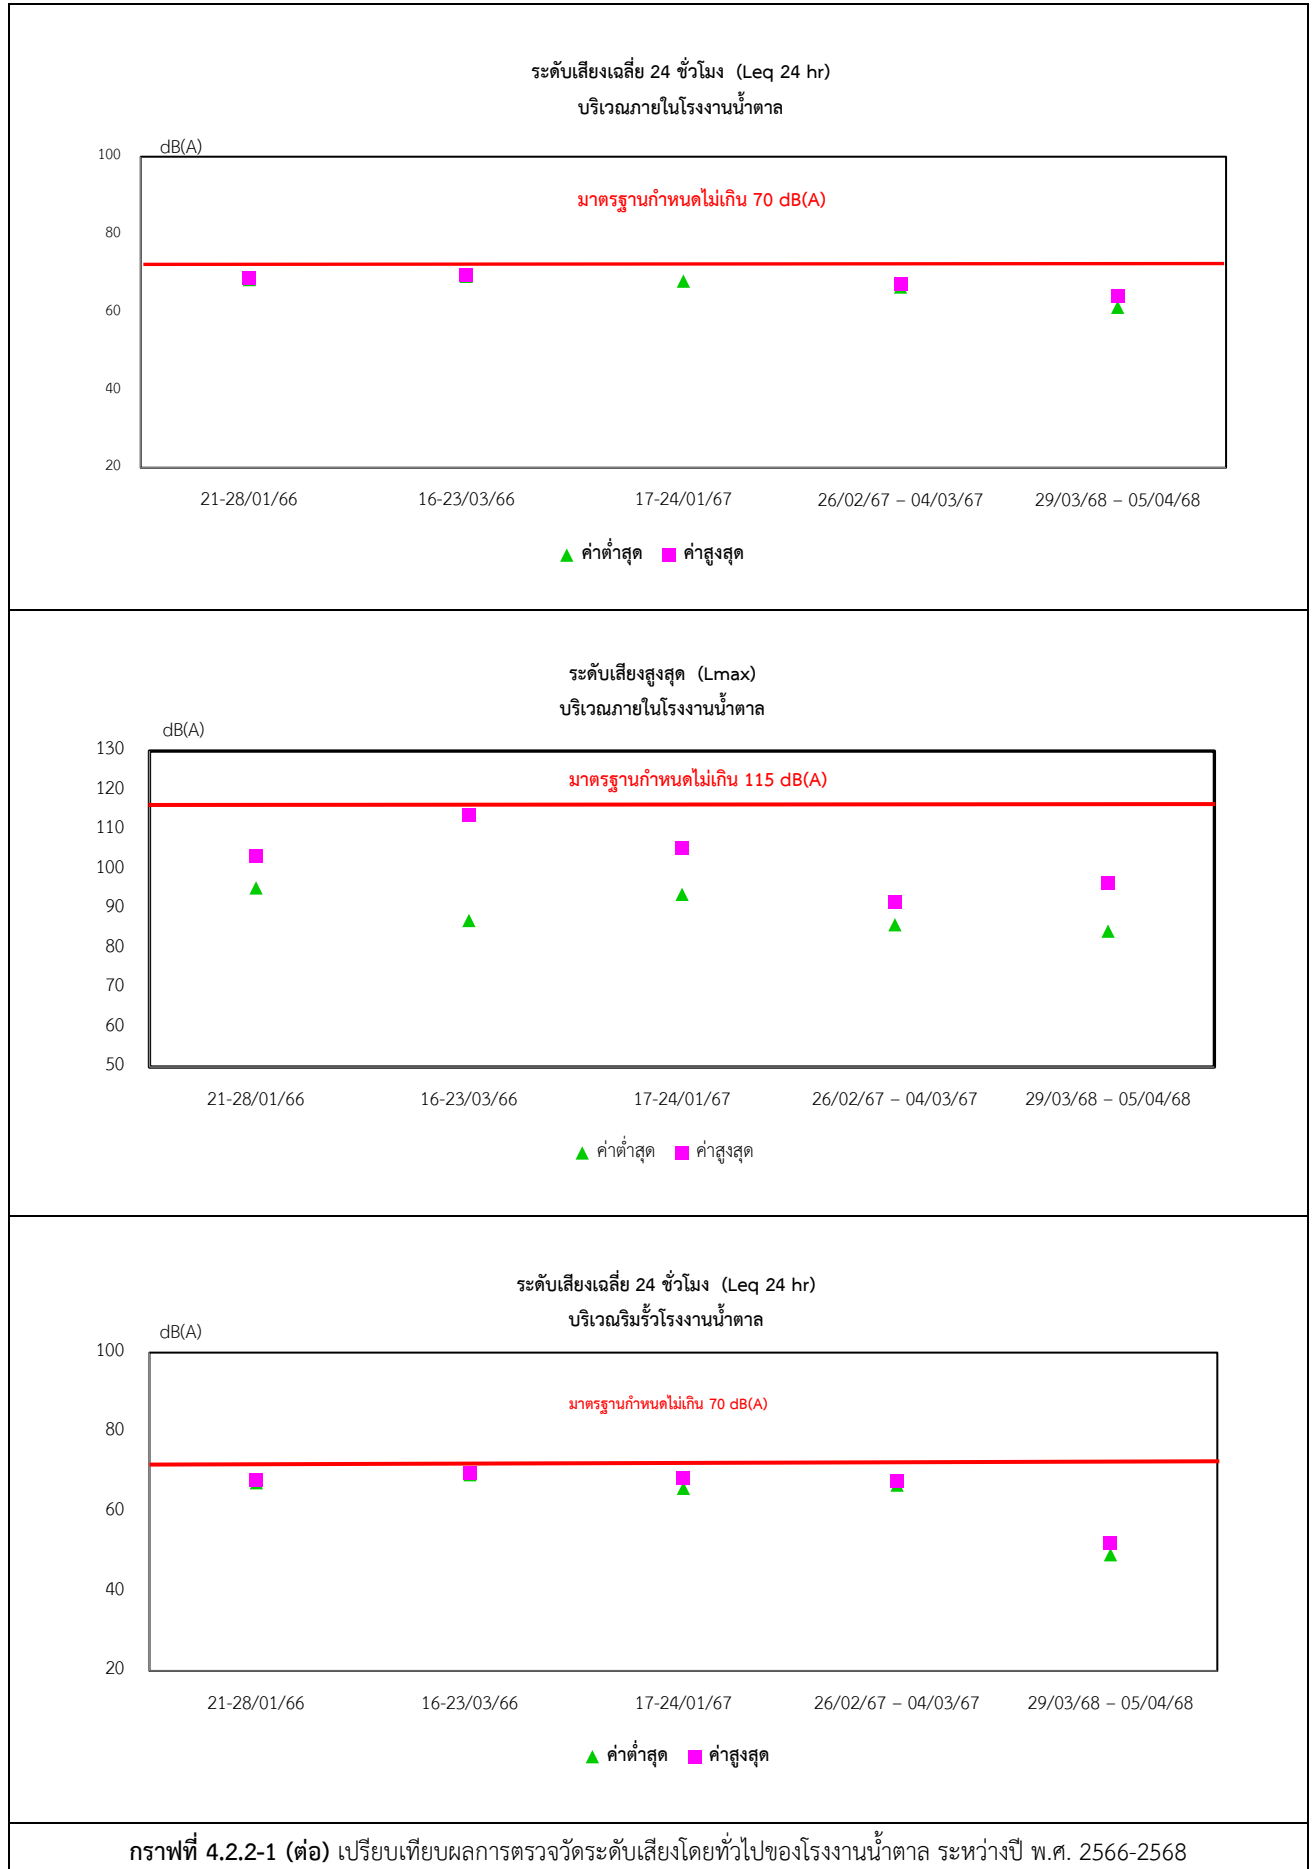 ระดับเสียงเฉลี่ย 24 ชั่วโมง (Leq 24 hr)
บริเวณภายในโรงงานน้ำตาล
dB(A)
100
มาตรฐานกำหนดไม่เกิน 70 dB(A)
80
60
40
20
21-28/01/66 16-23/03/66 17-24/01/67 26/02/67 – 04/03/67 29/03/68 – 05/04/68
ค่าต่ำสุด ค่าสูงสุด
ระดับเสียงสูงสุด (Lmax)
บริเวณภายในโรงงานน้ำตาล
dB(A)
130
มาตรฐานกำหนดไม่เกิน 115 dB(A)
120
110
100
90
80
70
60
50
21-28/01/66 16-23/03/66 17-24/01/67 26/02/67 – 04/03/67 29/03/68 – 05/04/68
ค่าต่ำสุด ค่าสูงสุด
ระดับเสียงเฉลี่ย 24 ชั่วโมง (Leq 24 hr)
บริเวณริมรั้วโรงงานน้ำตาล
dB(A)
100
มาตรฐานกำหนดไม่เกิน 70 dB(A)
80
60
40
20
21-28/01/66 16-23/03/66 17-24/01/67 26/02/67 – 04/03/67 29/03/68 – 05/04/68
ค่าต่ำสุด ค่าสูงสุด
กราฟที่ 4.2.2-1 (ต่อ) เปรียบเทียบผลการตรวจวัดระดับเสียงโดยทั่วไปของโรงงานน้ำตาล ระหว่างปี พ.ศ. 2566-2568